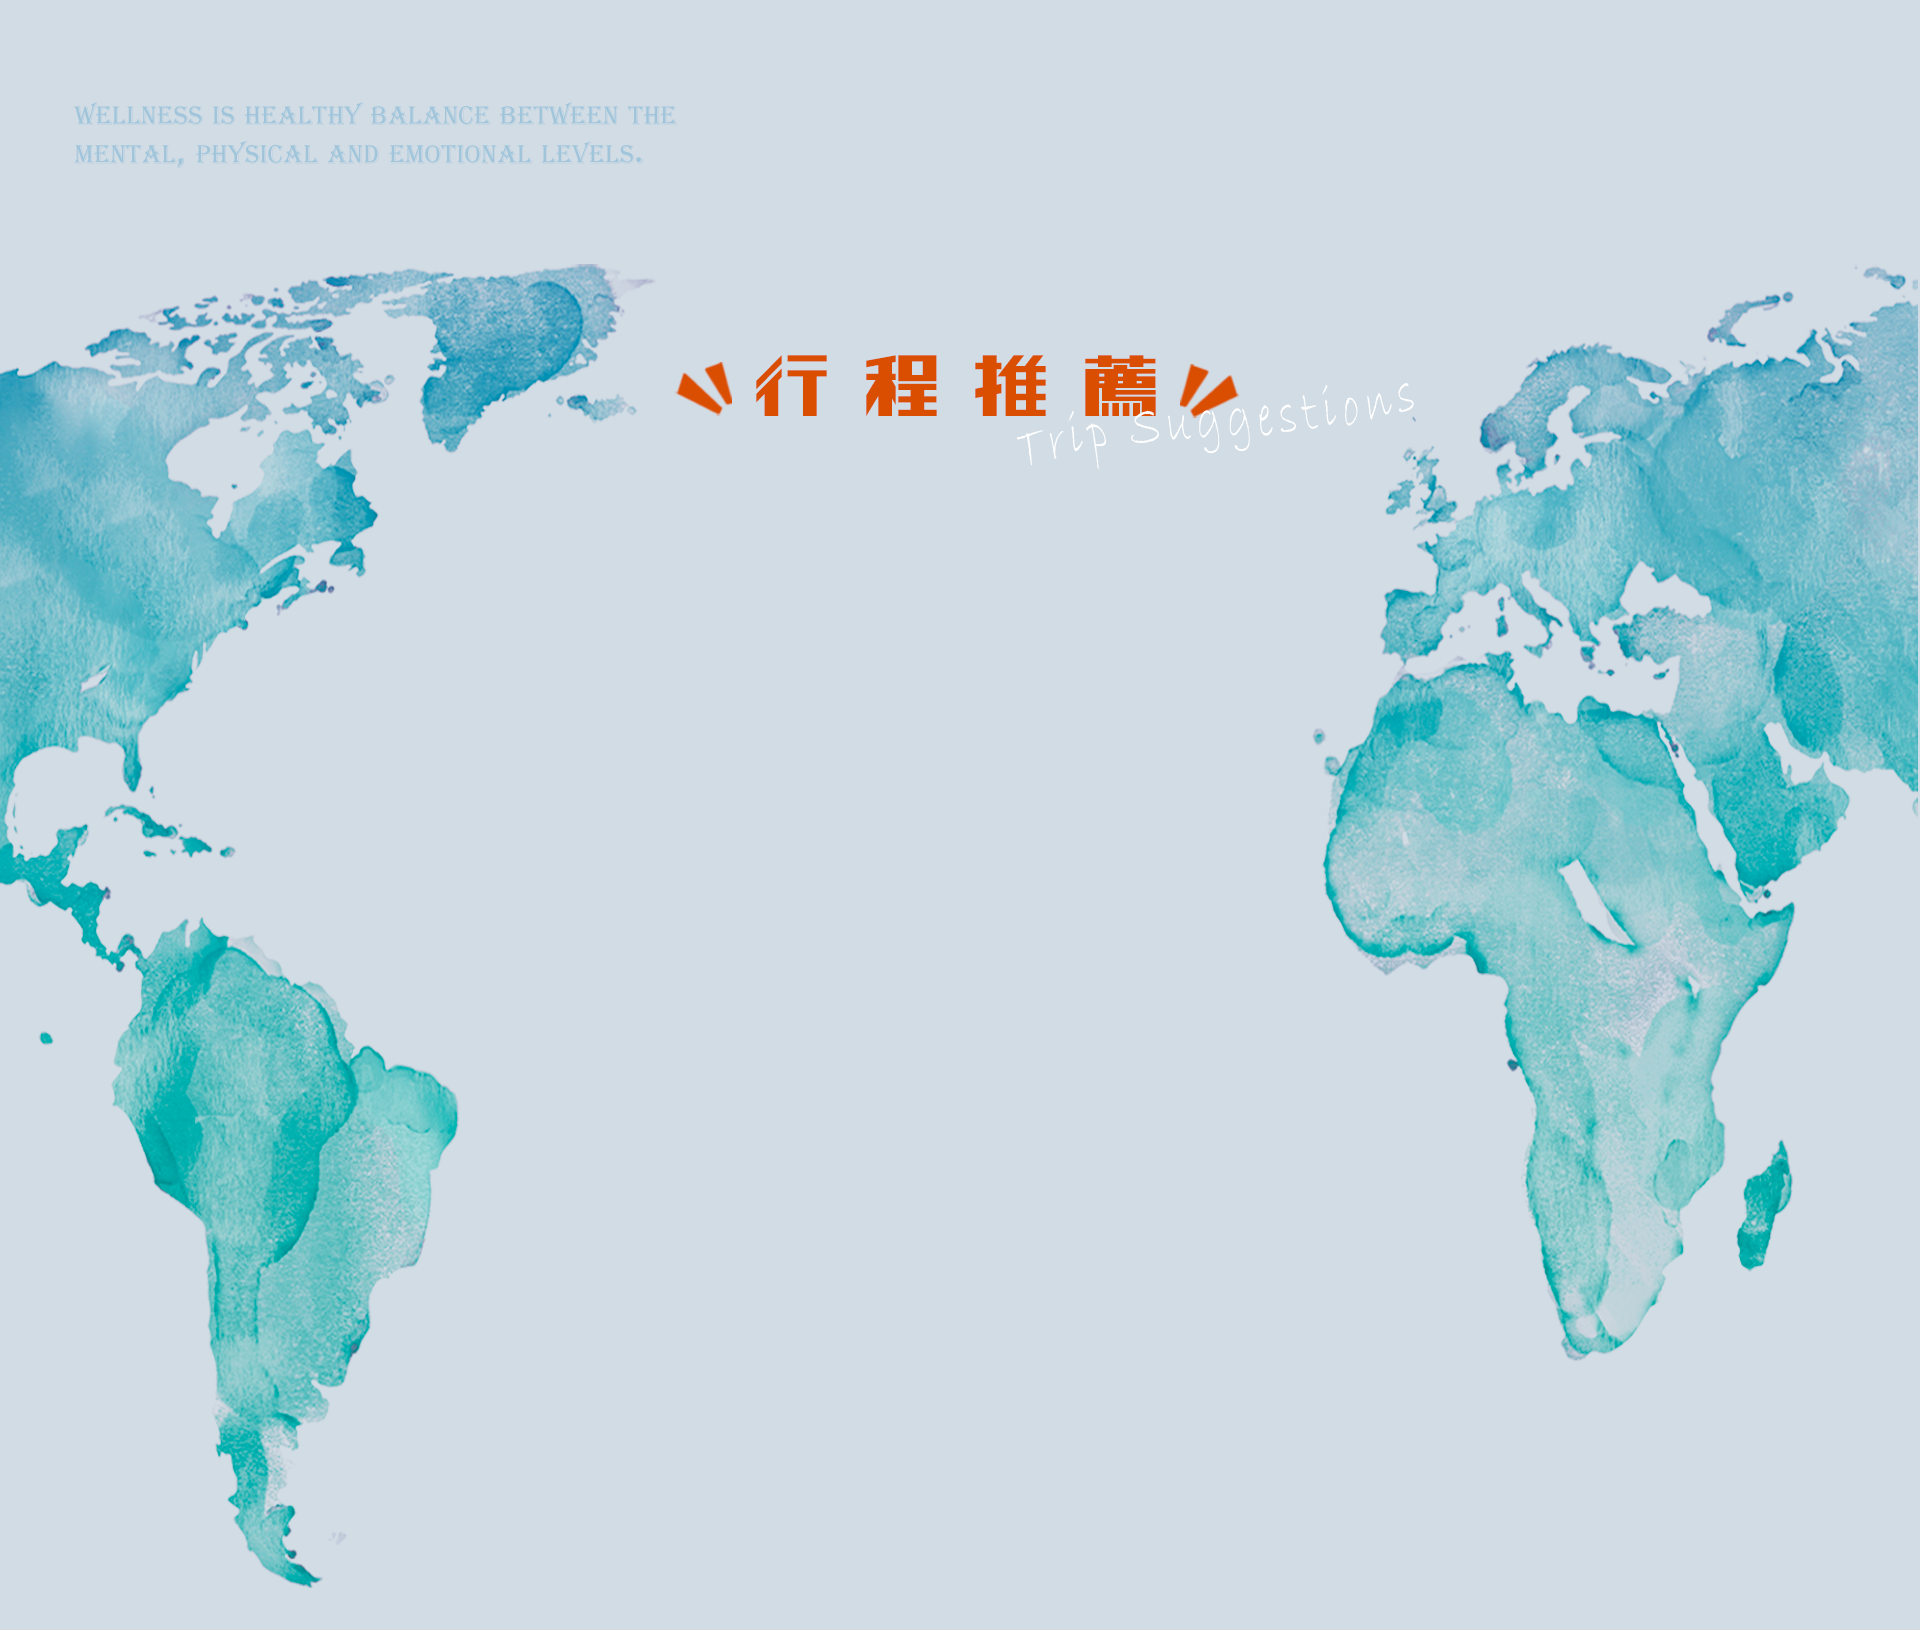 WELLNESS IS HEALTHY BALANCE BETWEEN THE
MENTAL, PHYSICAL AND EMOTIONAL LEVELS.
行程推薦
Trip Suggestions